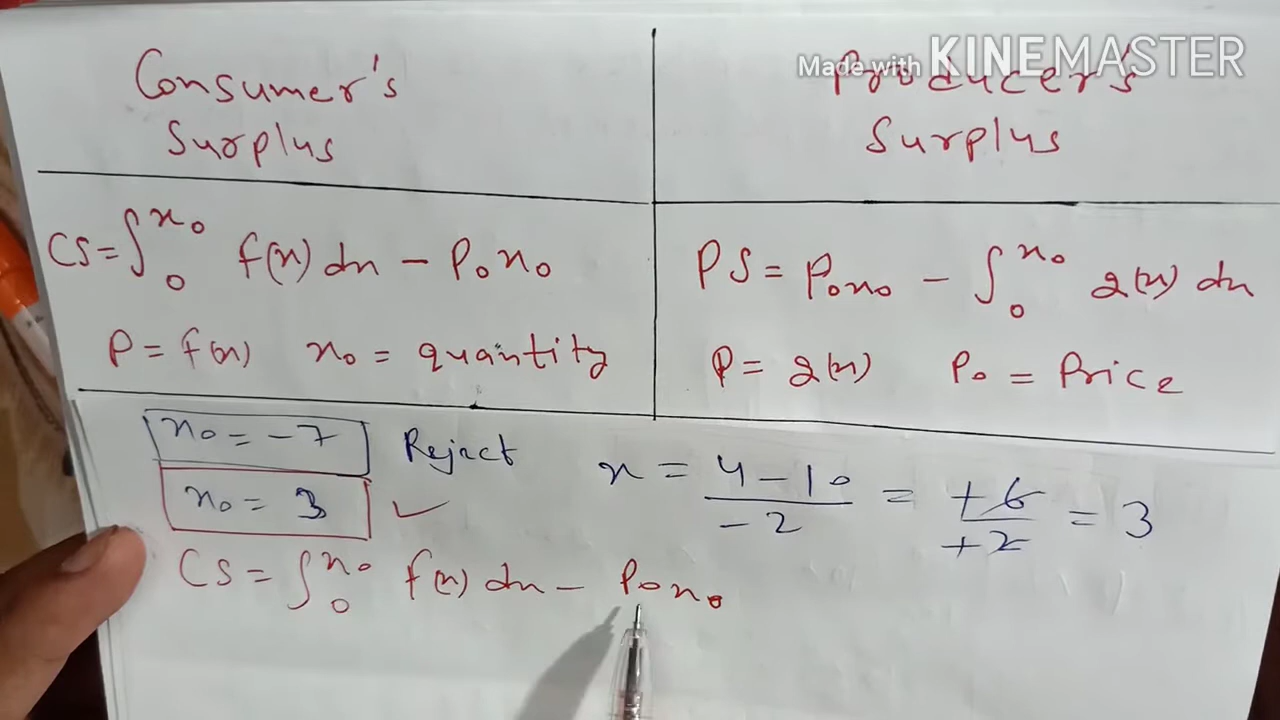 Made with KINEMASTER
Consumer's
Surplus
Producer's
Surplus
CS = ∫₀^x₀ f(x) dx − P₀x₀
P = f(x) x₀ = quantity
PS = P₀x₀ − ∫₀^x₀ g(x) dx
P = g(x) P₀ = Price
x₀ = −7 Reject
x₀ = 3 ✓
x = (4 − 10)/(−2) = +6/+2 = 3
CS = ∫₀^x₀ f(x) dx − P₀x₀